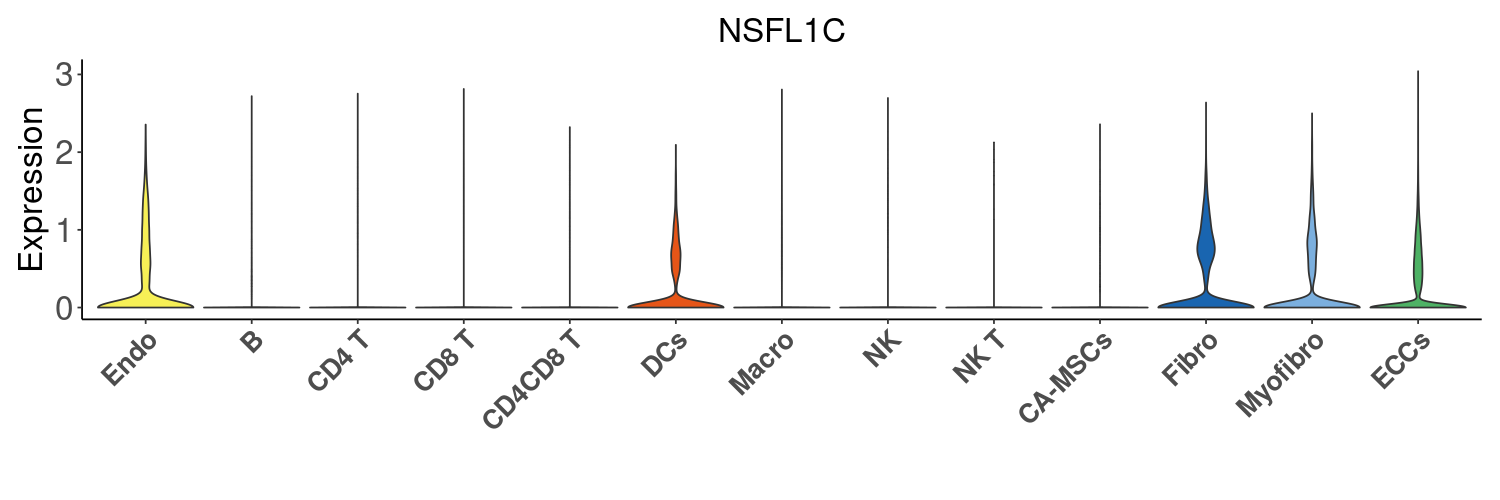 NSFL1C
Expression
3
2
1
0
Endo
B
CD4 T
CD8 T
CD4CD8 T
DCs
Macro
NK
NK T
CA-MSCs
Fibro
Myofibro
ECCs